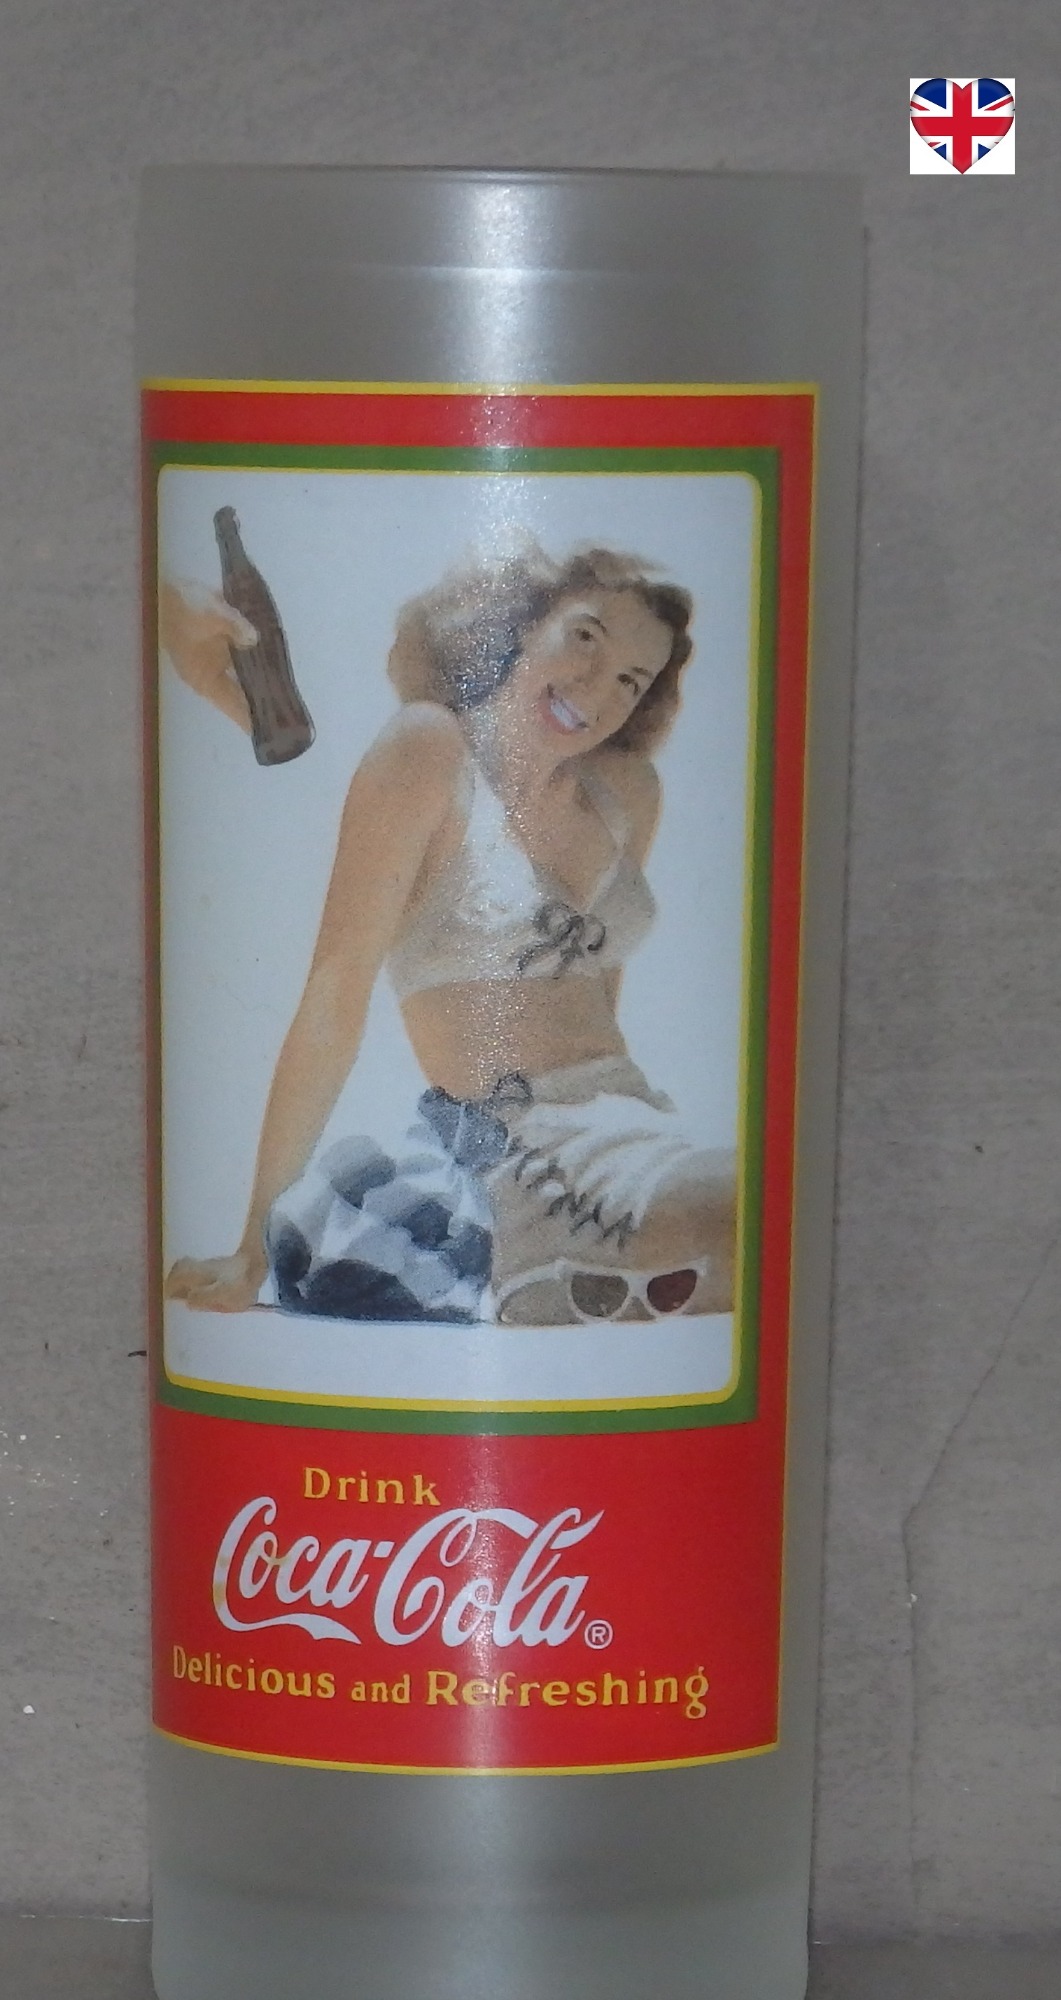 Drink
Coca-Cola®
Delicious and Refreshing